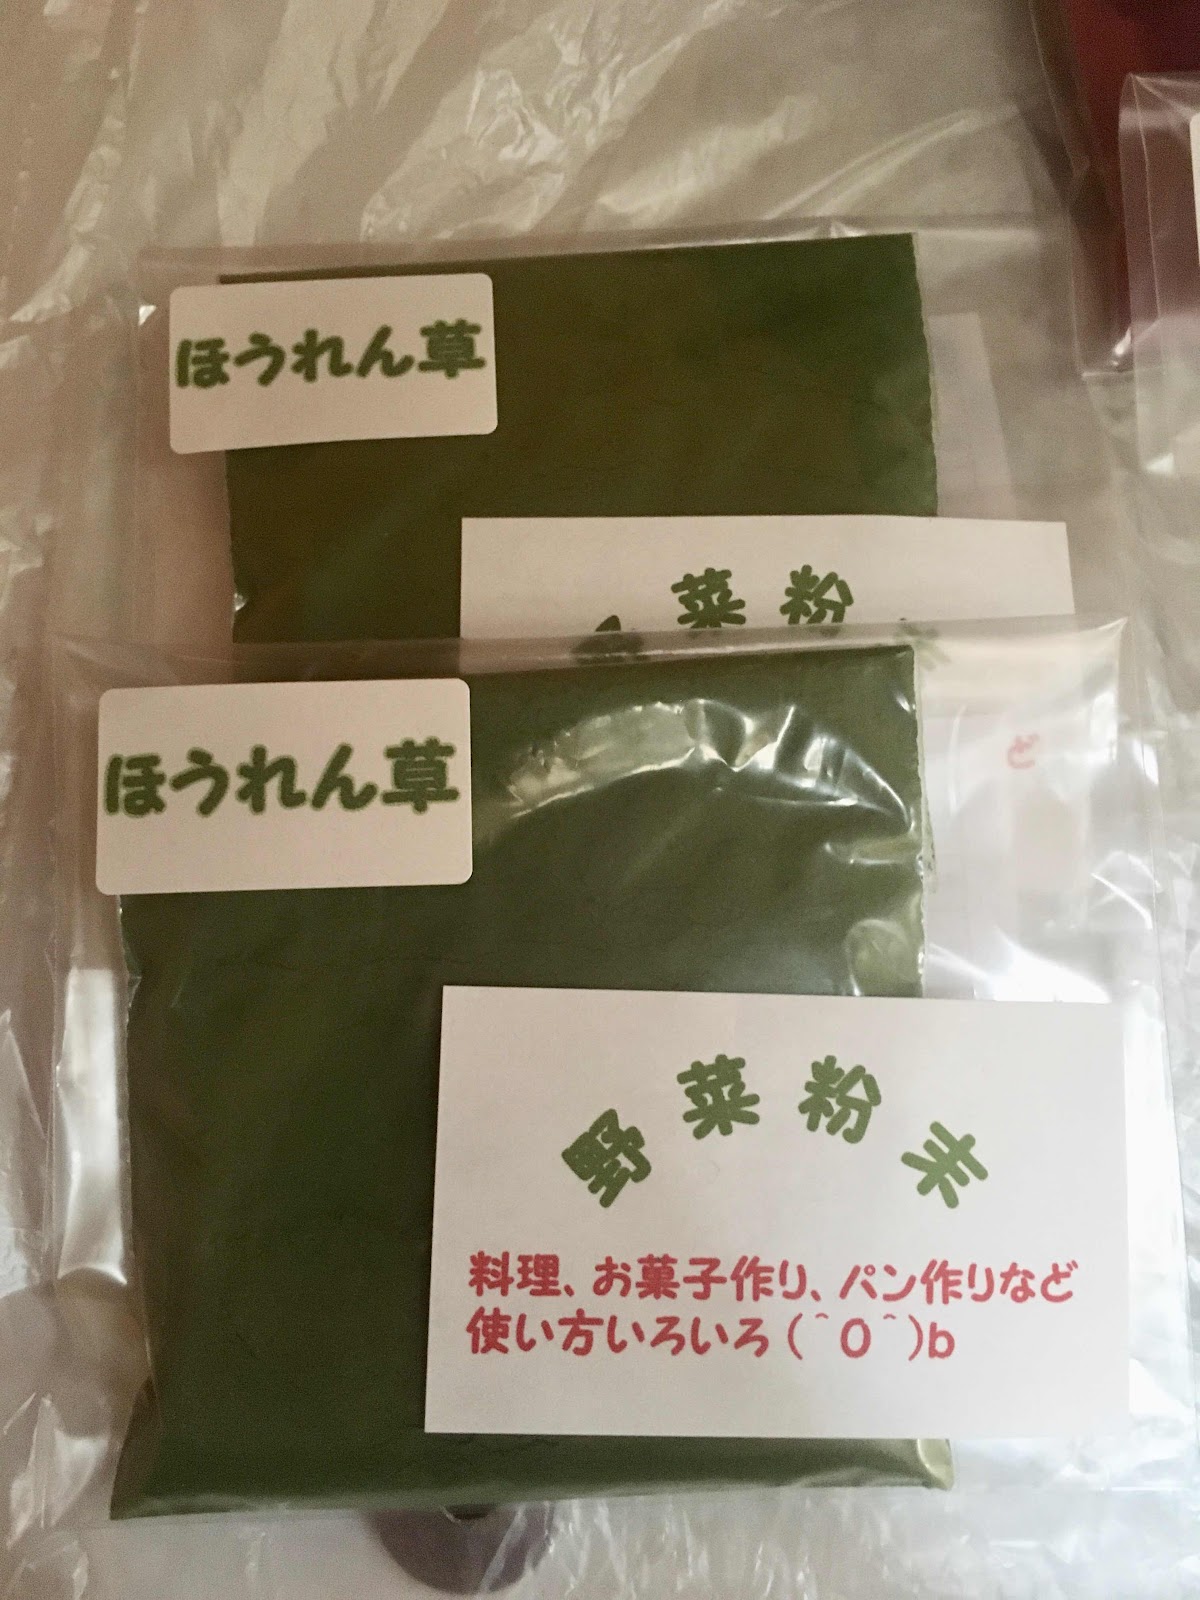 ほうれん草
菜粉
ど
ほうれん草
野菜粉末
料理、お菓子作り、パン作りなど
使い方いろいろ(＾O＾)b